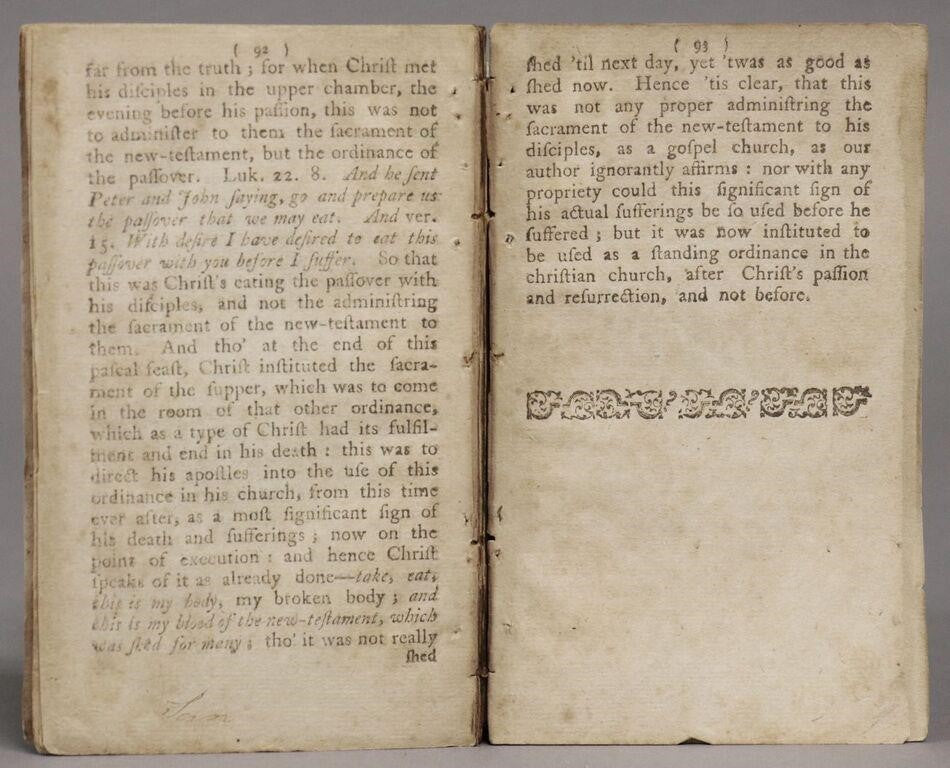 ( 92 )
far from the truth ; for when Chriſt met
his diſciples in the upper chamber, the
evening before his paſſion, this was not
to adminiſter to them the ſacrament of
the new-teſtament, but the ordinance of
the paſſover. Luk. 22. 8. And he ſent
Peter and John ſaying, go and prepare us
the paſſover that we may eat. And ver.
15. With deſire I have deſired to eat this
paſſover with you before I ſuffer. So that
this was Chriſt's eating the paſſover with
his diſciples, and not the adminiſtring
the ſacrament of the new-teſtament to
them. And tho' at the end of this
paſcal feaſt, Chriſt inſtituted the ſacra-
ment of the ſupper, which was to come
in the room of that other ordinance,
which as a type of Chriſt had its fulfil-
ment and end in his death : this was to
direct his apoſtles into the uſe of this
ordinance in his church, from this time
ever after, as a moſt ſignificant ſign of
his death and ſufferings ; now on the
point of execution : and hence Chriſt
ſpeaks of it as already done—take, eat,
this is my body, my broken body ; and
this is my blood of the new-teſtament, which
was ſhed for many ; tho' it was not really
ſhed
( 93 )
ſhed 'til next day, yet 'twas as good as
ſhed now. Hence 'tis clear, that this
was not any proper adminiſtring the
ſacrament of the new-teſtament to his
diſciples, as a goſpel church, as our
author ignorantly affirms : nor with any
propriety could this ſignificant ſign of
his actual ſufferings be ſo uſed before he
ſuffered ; but it was now inſtituted to
be uſed as a ſtanding ordinance in the
chriſtian church, after Chriſt's paſſion
and reſurrection, and not before.